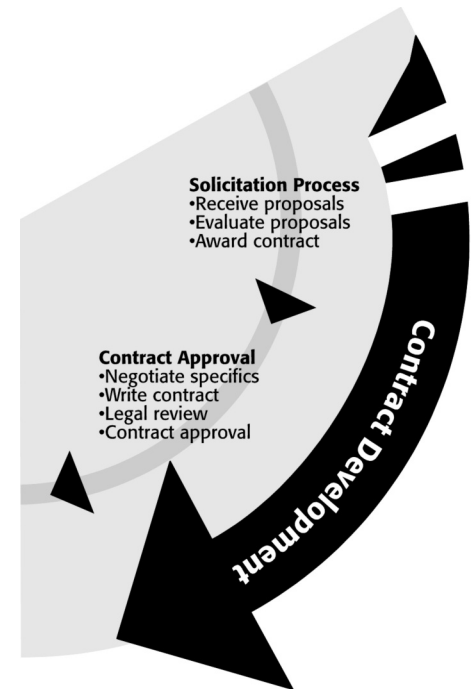 Solicitation Process
•Receive proposals
•Evaluate proposals
•Award contract
Contract Approval
•Negotiate specifics
•Write contract
•Legal review
•Contract approval
Contract Development